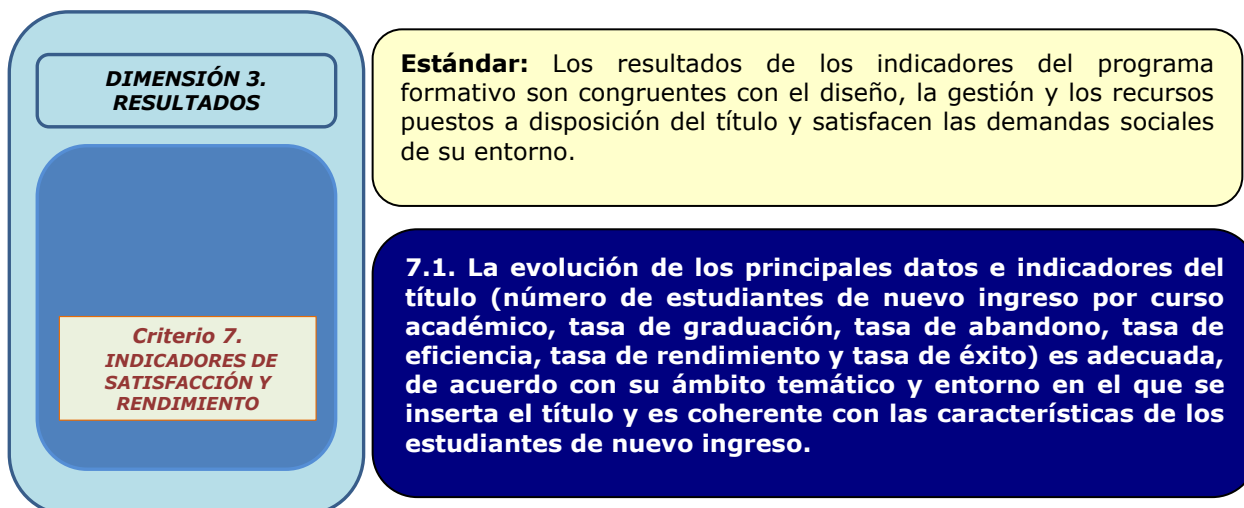 DIMENSIÓN 3.
RESULTADOS
Criterio 7.
INDICADORES DE
SATISFACCIÓN Y
RENDIMIENTO
Estándar: Los resultados de los indicadores del programa
formativo son congruentes con el diseño, la gestión y los recursos
puestos a disposición del título y satisfacen las demandas sociales
de su entorno.
7.1. La evolución de los principales datos e indicadores del
título (número de estudiantes de nuevo ingreso por curso
académico, tasa de graduación, tasa de abandono, tasa de
eficiencia, tasa de rendimiento y tasa de éxito) es adecuada,
de acuerdo con su ámbito temático y entorno en el que se
inserta el título y es coherente con las características de los
estudiantes de nuevo ingreso.